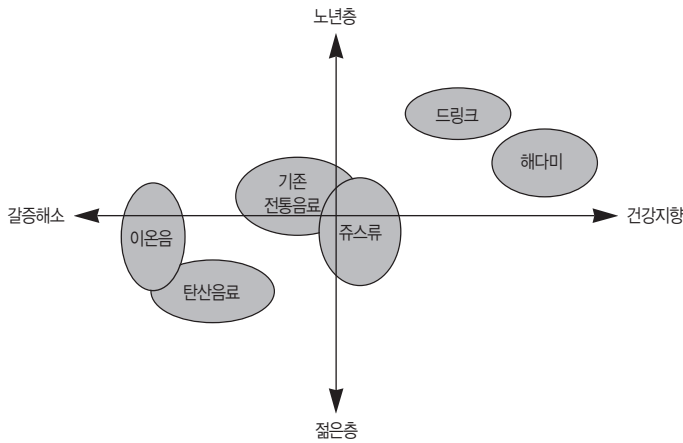 노년층
드링크
해다미
기존
전통음료
갈증해소
건강지향
이온음
쥬스류
탄산음료
젊은층